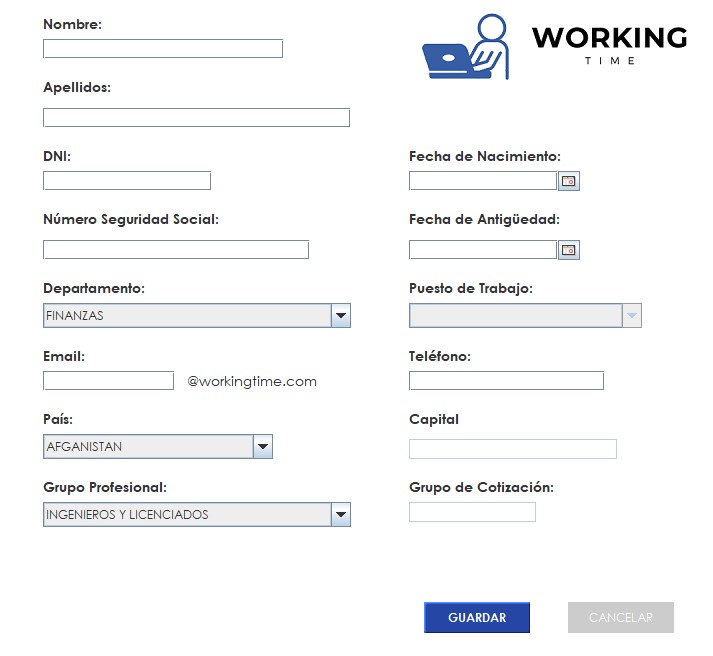 Nombre:
WORKING
TIME
Apellidos:
DNI:
Fecha de Nacimiento:
Número Seguridad Social:
Fecha de Antigüedad:
Departamento:
Puesto de Trabajo:
FINANZAS
Email:
Teléfono:
@workingtime.com
País:
Capital
AFGANISTAN
Grupo Profesional:
Grupo de Cotización:
INGENIEROS Y LICENCIADOS
GUARDAR
CANCELAR